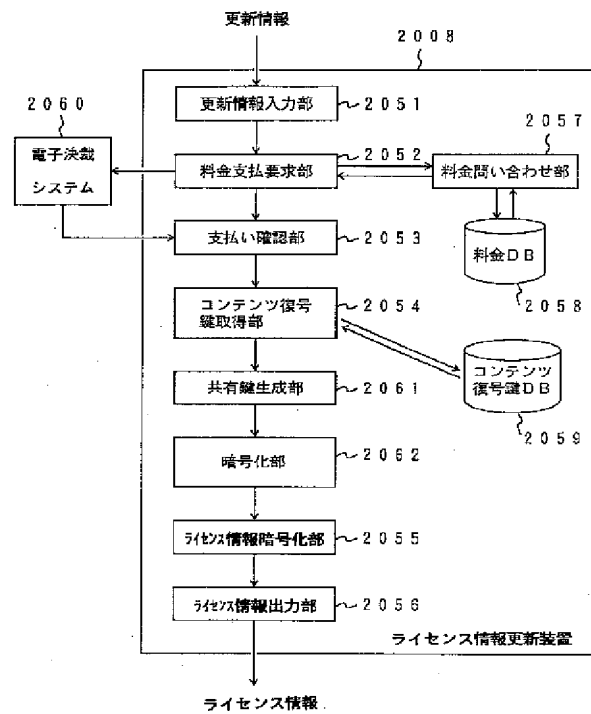 更新情報
2008
更新情報入力部
2051
2060
電子決裁
システム
料金支払要求部
2052
2057
料金問い合わせ部
支払い確認部
2053
料金DB
2058
コンテンツ復号
鍵取得部
2054
コンテンツ
復号鍵DB
2059
共有鍵生成部
2061
暗号化部
2062
ライセンス情報暗号化部
2055
ライセンス情報出力部
2056
ライセンス情報更新装置
ライセンス情報